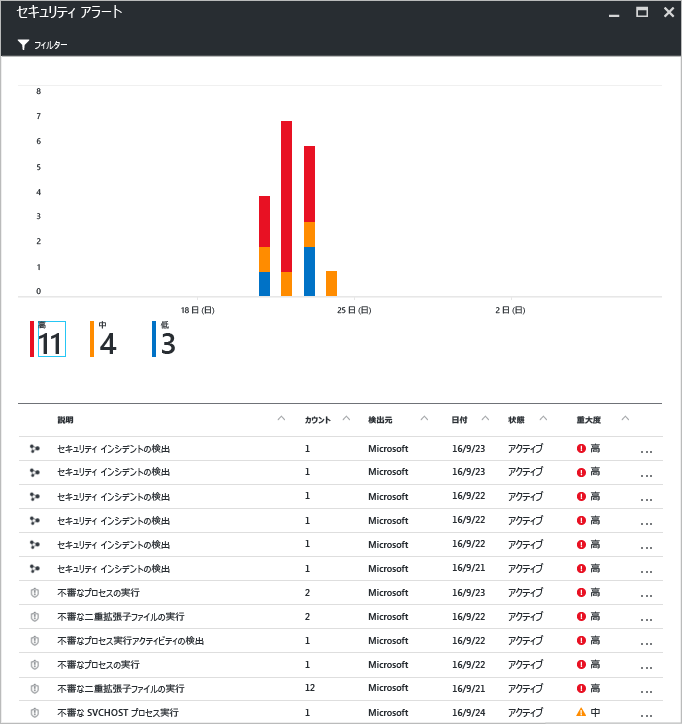 セキュリティ アラート
フィルター
8
7
6
5
4
3
2
1
0
18日(日) 25日(日) 2日(日)
高 中 低
11 4 3
説明 カウント 検出元 日付 状態 重大度
セキュリティ インシデントの検出 1 Microsoft 16/9/23 アクティブ 高 ...
セキュリティ インシデントの検出 1 Microsoft 16/9/23 アクティブ 高 ...
セキュリティ インシデントの検出 1 Microsoft 16/9/22 アクティブ 高 ...
セキュリティ インシデントの検出 1 Microsoft 16/9/22 アクティブ 高 ...
セキュリティ インシデントの検出 1 Microsoft 16/9/22 アクティブ 高 ...
セキュリティ インシデントの検出 1 Microsoft 16/9/21 アクティブ 高 ...
不審なプロセスの実行 2 Microsoft 16/9/23 アクティブ 高 ...
不審な二重拡張子ファイルの実行 2 Microsoft 16/9/22 アクティブ 高 ...
不審なプロセス実行アクティビティの検出 1 Microsoft 16/9/22 アクティブ 高 ...
不審なプロセスの実行 1 Microsoft 16/9/22 アクティブ 高 ...
不審な二重拡張子ファイルの実行 12 Microsoft 16/9/21 アクティブ 高 ...
不審な SVCHOST プロセス実行 1 Microsoft 16/9/24 アクティブ 中 ...